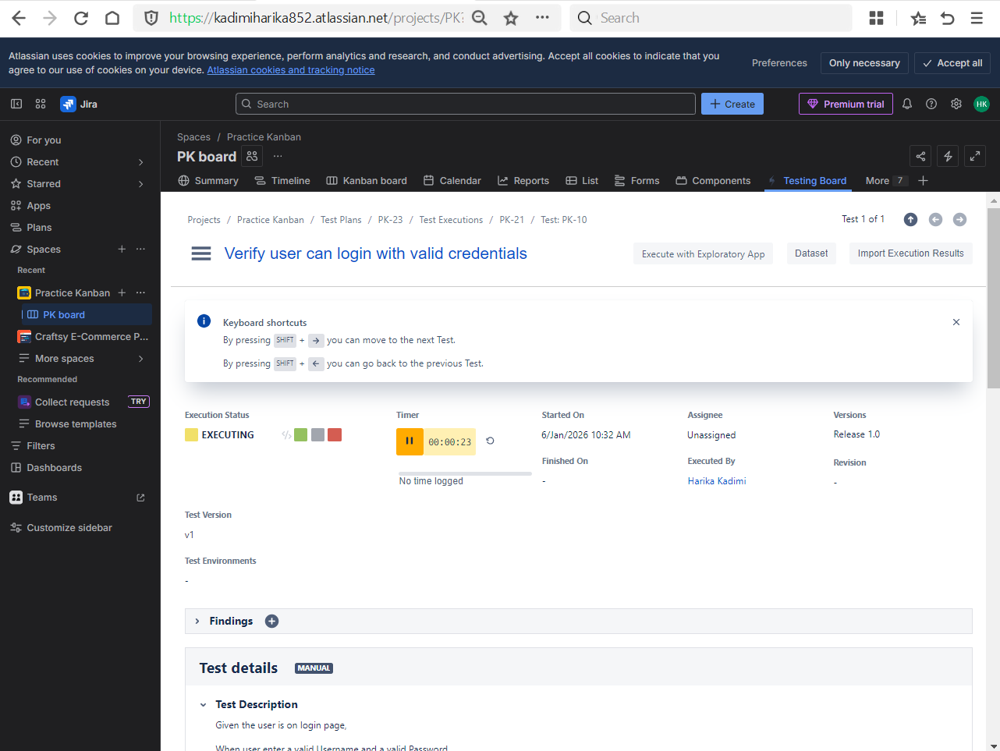 https://kadimiharika852.atlassian.net/projects/PK?
Search
Atlassian uses cookies to improve your browsing experience, perform analytics and research, and conduct advertising. Accept all cookies to indicate that you
agree to our use of cookies on your device. Atlassian cookies and tracking notice
Preferences
Only necessary
Accept all
Jira
Search
Create
Premium trial
HK
For you
Recent
Starred
Apps
Plans
Spaces
Recent
Practice Kanban
PK board
Craftsy E-Commerce P...
More spaces
Recommended
Collect requests
TRY
Browse templates
Filters
Dashboards
Teams
Customize sidebar
Spaces / Practice Kanban
PK board
Summary
Timeline
Kanban board
Calendar
Reports
List
Forms
Components
Testing Board
More 7
Projects / Practice Kanban / Test Plans / PK-23 / Test Executions / PK-21 / Test: PK-10
Test 1 of 1
Verify user can login with valid credentials
Execute with Exploratory App
Dataset
Import Execution Results
Keyboard shortcuts
By pressing SHIFT + → you can move to the next Test.
By pressing SHIFT + ← you can go back to the previous Test.
Execution Status
EXECUTING
Timer
00:00:23
No time logged
Started On
6/Jan/2026 10:32 AM
Finished On
-
Assignee
Unassigned
Executed By
Harika Kadimi
Versions
Release 1.0
Revision
-
Test Version
v1
Test Environments
-
Findings
Test details MANUAL
Test Description
Given the user is on login page,
When user enter a valid Username and a valid Password